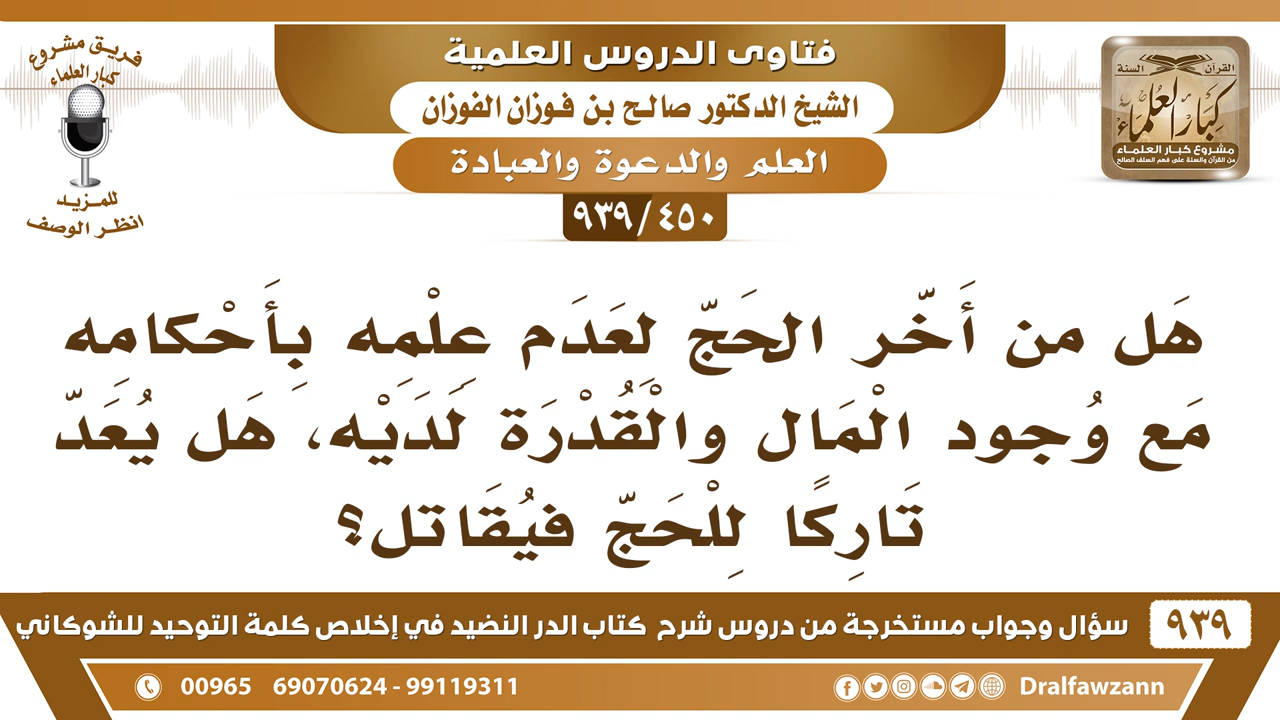 فريق مشروع
كبار العلماء
للمزيد
انظر الوصف
فتاوى الدروس العلمية
الشيخ الدكتور صالح بن فوزان الفوزان
العلم والدعوة والعبادة
٤٥٠/٩٣٩
القرآن السنة
كبار العلماء
مشروع كبار العلماء
من القرآن والسنة على فهم السلف الصالح
هَل من أَخّر الحَجّ لعَدَم علْمه بِأَحْكامه
مَع وُجود الْمَال والْقُدْرَة لَدَيْه، هَل يُعَدّ
تَارِكًا لِلْحَجّ فيُقَاتل؟
٩٣٩ سؤال وجواب مستخرجة من دروس شرح كتاب الدر النضيد في إخلاص كلمة التوحيد للشوكاني
00965 69070624 - 99119311
Dralfawzann